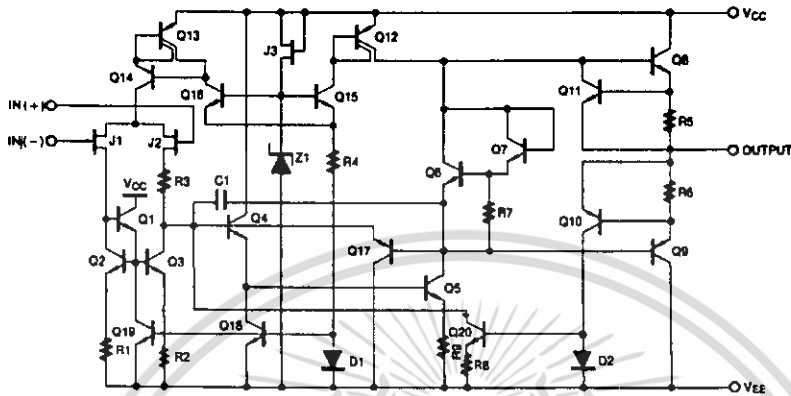 Q13
VCC
Q12
J3
Q14
Q16
Q15
Q8
Q11
IN(+)
IN(-)
J1
J2
R5
Q7
OUTPUT
Z1
R4
Q6
R3
R6
VCC
C1
R7
Q1
Q4
Q10
Q17
Q9
Q2
Q3
Q5
Q19
Q18
Q20
R1
R2
D1
R9
R8
D2
VEE